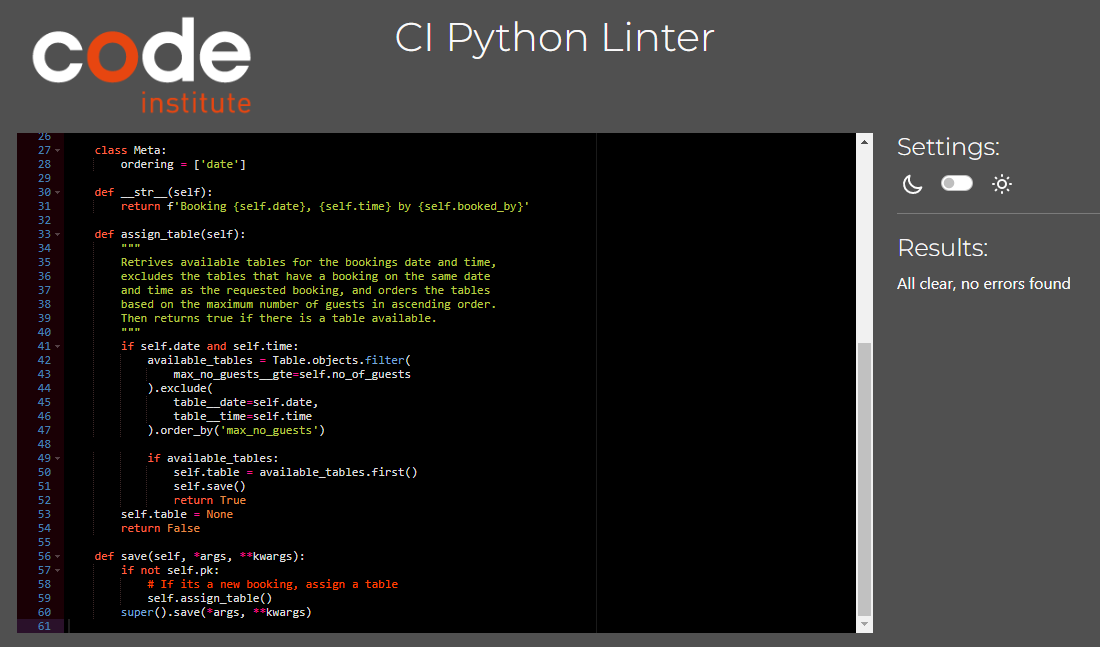 code
institute
CI Python Linter
26
27 class Meta:
28 ordering = ['date']
29
30 def __str__(self):
31 return f'Booking {self.date}, {self.time} by {self.booked_by}'
32
33 def assign_table(self):
34 """
35 Retrives available tables for the bookings date and time,
36 excludes the tables that have a booking on the same date
37 and time as the requested booking, and orders the tables
38 based on the maximum number of guests in ascending order.
39 Then returns true if there is a table available.
40 """
41 if self.date and self.time:
42 available_tables = Table.objects.filter(
43 max_no_guests__gte=self.no_of_guests
44 ).exclude(
45 table__date=self.date,
46 table__time=self.time
47 ).order_by('max_no_guests')
48
49 if available_tables:
50 self.table = available_tables.first()
51 self.save()
52 return True
53 self.table = None
54 return False
55
56 def save(self, *args, **kwargs):
57 if not self.pk:
58 # If its a new booking, assign a table
59 self.assign_table()
60 super().save(*args, **kwargs)
61
Settings:
Results:
All clear, no errors found